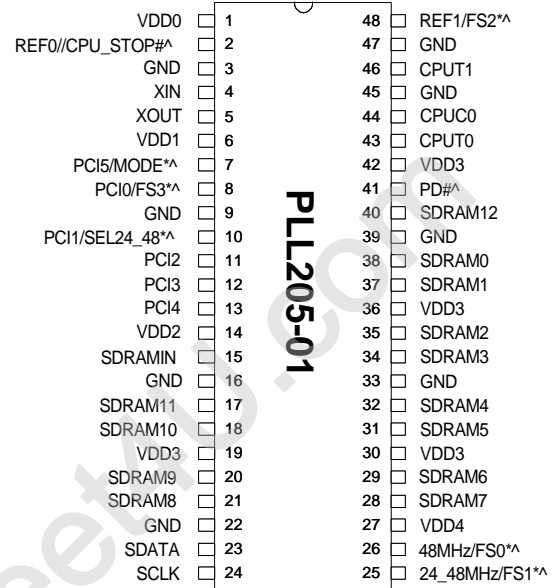 VDD0 1 48 REF1/FS2*^
REF0//CPU_STOP#^ 2 47 GND
GND 3 46 CPUT1
XIN 4 45 GND
XOUT 5 44 CPUC0
VDD1 6 43 CPUT0
PCI5/MODE*^ 7 42 VDD3
PCI0/FS3*^ 8 41 PD#^
GND 9 40 SDRAM12
PCI1/SEL24_48*^ 10 39 GND
PCI2 11 38 SDRAM0
PCI3 12 37 SDRAM1
PCI4 13 36 VDD3
VDD2 14 35 SDRAM2
SDRAMIN 15 34 SDRAM3
GND 16 33 GND
SDRAM11 17 32 SDRAM4
SDRAM10 18 31 SDRAM5
VDD3 19 30 VDD3
SDRAM9 20 29 SDRAM6
SDRAM8 21 28 SDRAM7
GND 22 27 VDD4
SDATA 23 26 48MHz/FS0*^
SCLK 24 25 24_48MHz/FS1*^
PLL205-01
et4U.com